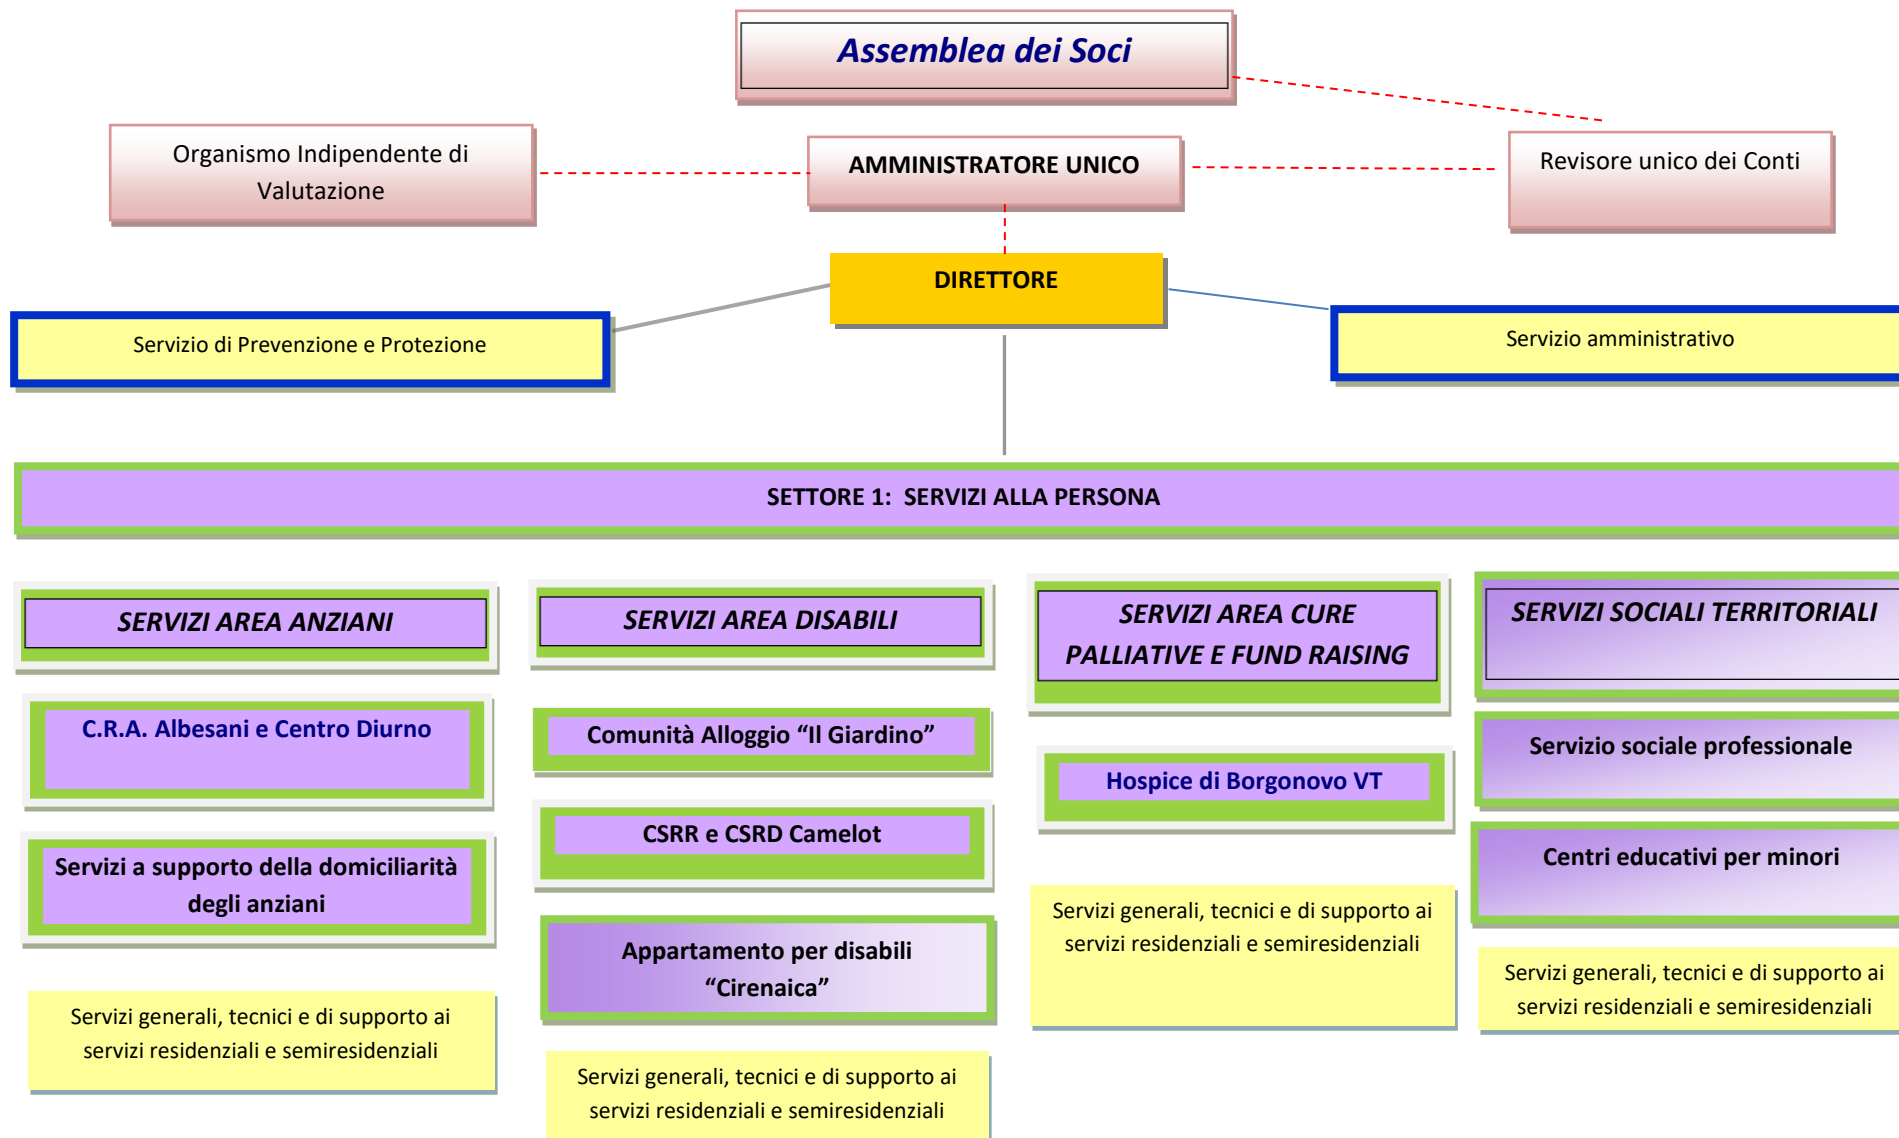 Assemblea dei Soci
Organismo Indipendente di
Valutazione
AMMINISTRATORE UNICO
Revisore unico dei Conti
DIRETTORE
Servizio di Prevenzione e Protezione
Servizio amministrativo
SETTORE 1: SERVIZI ALLA PERSONA
SERVIZI AREA ANZIANI
C.R.A. Albesani e Centro Diurno
Servizi a supporto della domiciliarità
degli anziani
Servizi generali, tecnici e di supporto ai
servizi residenziali e semiresidenziali
SERVIZI AREA DISABILI
Comunità Alloggio “Il Giardino”
CSRR e CSRD Camelot
Appartamento per disabili
“Cirenaica”
Servizi generali, tecnici e di supporto ai
servizi residenziali e semiresidenziali
SERVIZI AREA CURE
PALLIATIVE E FUND RAISING
Hospice di Borgonovo VT
Servizi generali, tecnici e di supporto ai
servizi residenziali e semiresidenziali
SERVIZI SOCIALI TERRITORIALI
Servizio sociale professionale
Centri educativi per minori
Servizi generali, tecnici e di supporto ai
servizi residenziali e semiresidenziali